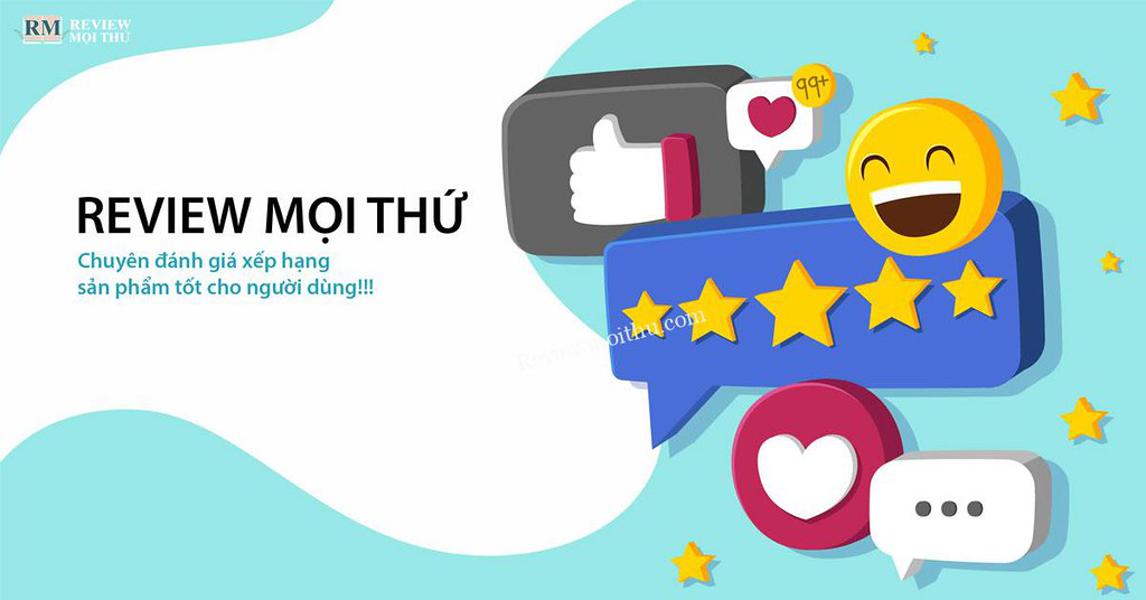 RM REVIEW
MỌI THỨ
REVIEW MỌI THỨ
Chuyên đánh giá xếp hạng
sản phẩm tốt cho người dùng!!!
99+
Reviewmoithu.com